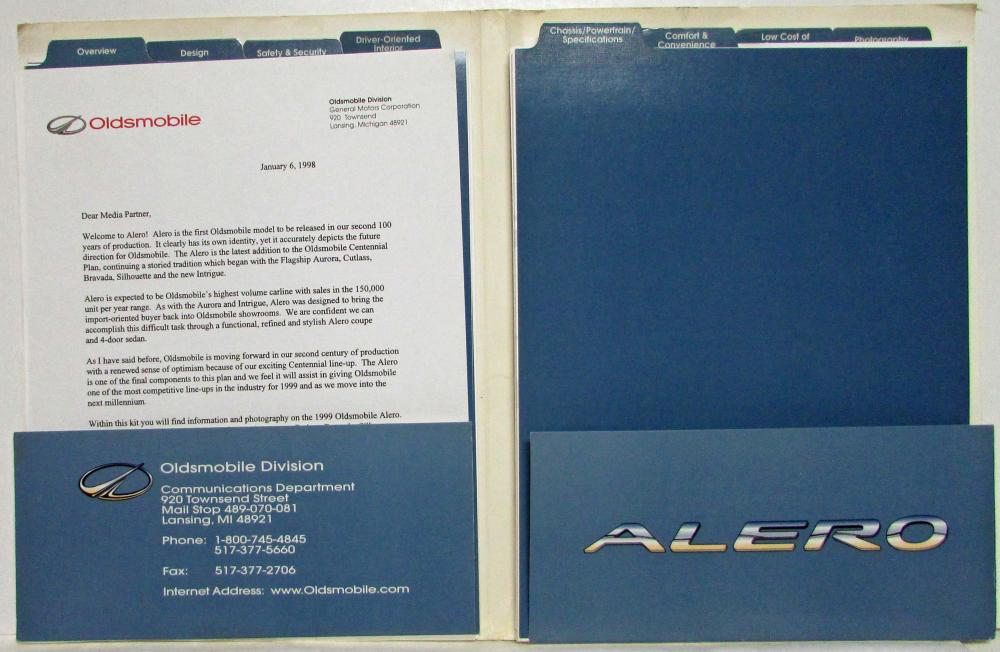 Overview
Design
Safety & Security
Driver-Oriented
Interior
Chassis/Powertrain/
Specifications
Comfort &
Convenience
Low Cost of
Photography
Oldsmobile
Oldsmobile Division
General Motors Corporation
920 Townsend
Lansing, Michigan 48921
January 6, 1998
Dear Media Partner,
Welcome to Alero! Alero is the first Oldsmobile model to be released in our second 100
years of production. It clearly has its own identity, yet it accurately depicts the future
direction for Oldsmobile. The Alero is the latest addition to the Oldsmobile Centennial
Plan, continuing a storied tradition which began with the Flagship Aurora, Cutlass,
Bravada, Silhouette and the new Intrigue.
Alero is expected to be Oldsmobile's highest volume carline with sales in the 150,000
unit per year range. As with the Aurora and Intrigue, Alero was designed to bring the
import-oriented buyer back into Oldsmobile showrooms. We are confident we can
accomplish this difficult task through a functional, refined and stylish Alero coupe
and 4-door sedan.
As I have said before, Oldsmobile is moving forward in our second century of production
with a renewed sense of optimism because of our exciting Centennial line-up. The Alero
is one of the final components to this plan and we feel it will assist in giving Oldsmobile
one of the most competitive line-ups in the industry for 1999 and as we move into the
next millennium.
Within this kit you will find information and photography on the 1999 Oldsmobile Alero.
Oldsmobile Division
Communications Department
920 Townsend Street
Mail Stop 489-070-081
Lansing, MI 48921
Phone: 1-800-745-4845
517-377-5660
Fax: 517-377-2706
Internet Address: www.Oldsmobile.com
ALERO